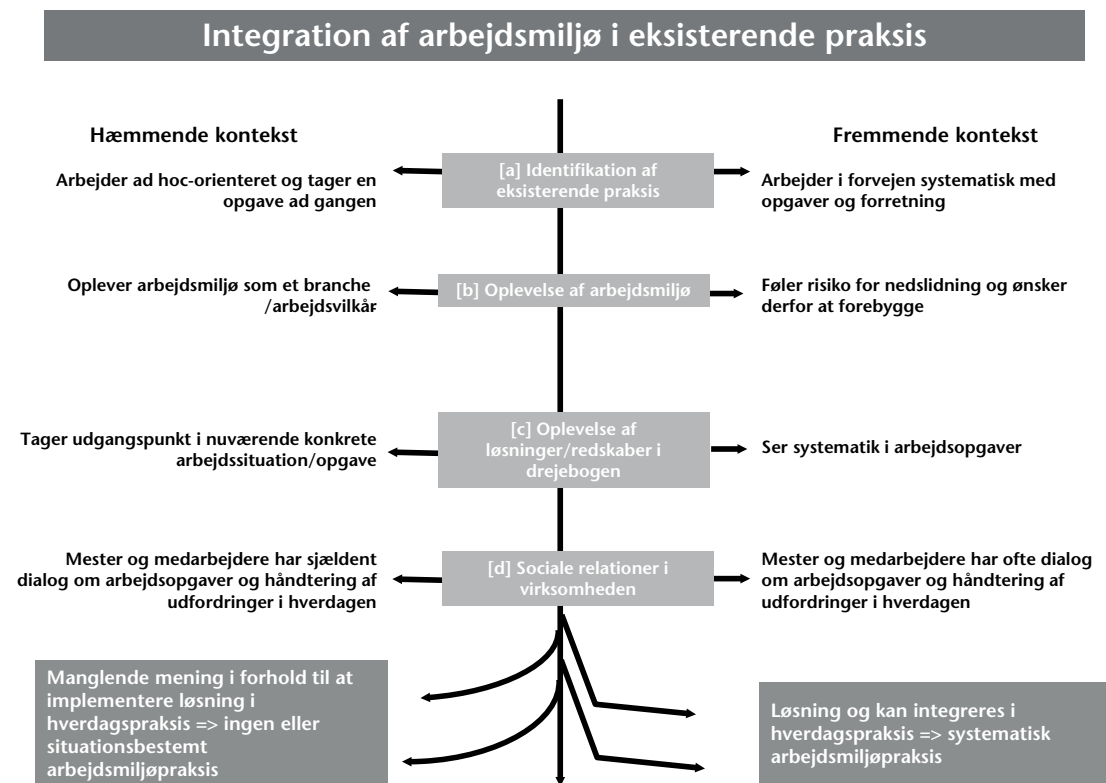 Integration af arbejdsmiljø i eksisterende praksis
Hæmmende kontekst
Fremmende kontekst
Arbejder ad hoc-orienteret og tager en
opgave ad gangen
[a] Identifikation af
eksisterende praksis
Arbejder i forvejen systematisk med
opgaver og forretning
Oplever arbejdsmiljø som et branche
/arbejdsvilkår
[b] Oplevelse af arbejdsmiljø
Føler risiko for nedslidning og ønsker
derfor at forebygge
Tager udgangspunkt i nuværende konkrete
arbejdssituation/opgave
[c] Oplevelse af
løsninger/redskaber i
drejebogen
Ser systematik i arbejdsopgaver
Mester og medarbejdere har sjældent
dialog om arbejdsopgaver og håndtering af
udfordringer i hverdagen
[d] Sociale relationer i
virksomheden
Mester og medarbejdere har ofte dialog
om arbejdsopgaver og håndtering af
udfordringer i hverdagen
Manglende mening i forhold til at
implementere løsning i
hverdagspraksis => ingen eller
situationsbestemt
arbejdsmiljøpraksis
Løsning og kan integreres i
hverdagspraksis => systematisk
arbejdsmiljøpraksis